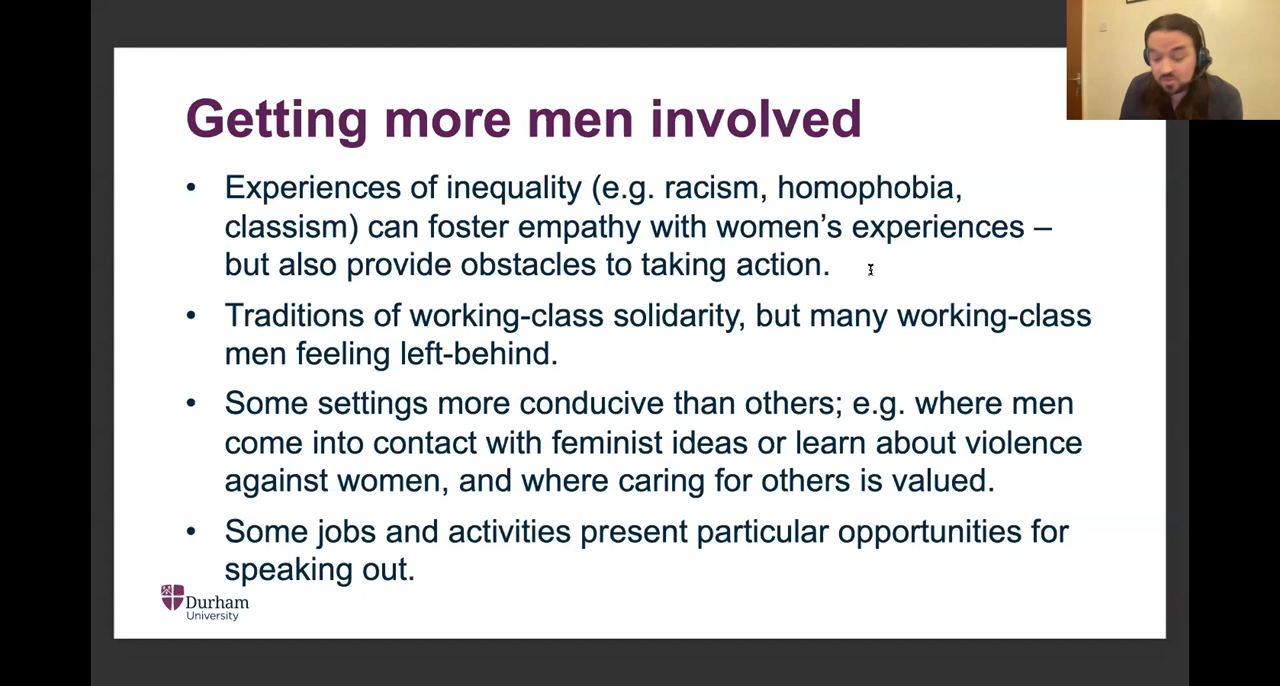 Getting more men involved
• Experiences of inequality (e.g. racism, homophobia,
classism) can foster empathy with women’s experiences –
but also provide obstacles to taking action.
• Traditions of working-class solidarity, but many working-class
men feeling left-behind.
• Some settings more conducive than others; e.g. where men
come into contact with feminist ideas or learn about violence
against women, and where caring for others is valued.
• Some jobs and activities present particular opportunities for
speaking out.
Durham
University